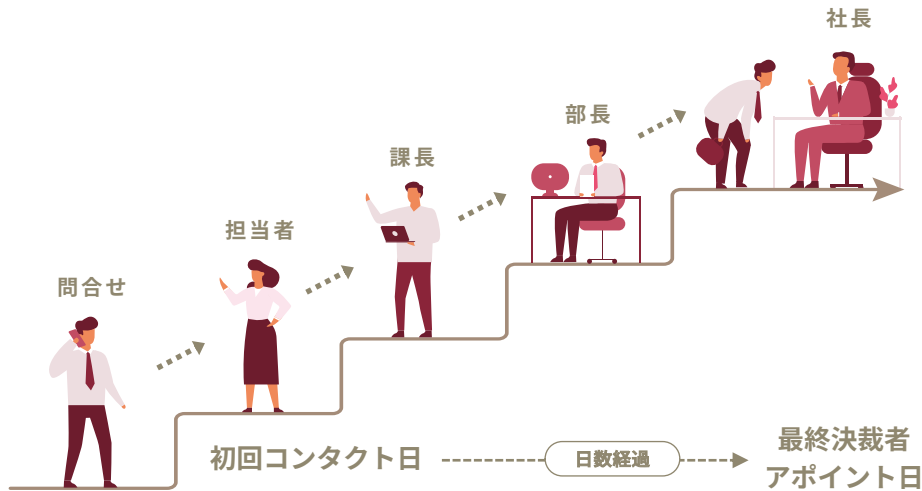 社長
部長
課長
担当者
問合せ
初回コンタクト日
日数経過
最終決裁者
アポイント日